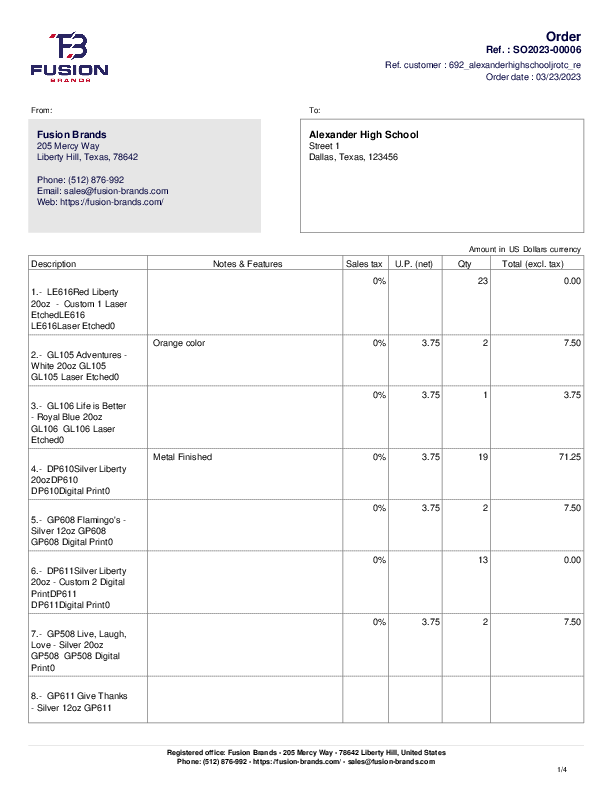 FUSION
BRANDS
Order
Ref. : SO2023-00006
Ref. customer : 692_alexanderhighschooljrotc_re
Order date : 03/23/2023
From:
To:
Fusion Brands
205 Mercy Way
Liberty Hill, Texas, 78642
Phone: (512) 876-992
Email: sales@fusion-brands.com
Web: https://fusion-brands.com/
Alexander High School
Street 1
Dallas, Texas, 123456
Amount in US Dollars currency
Description Notes & Features Sales tax U.P. (net) Qty Total (excl. tax)
0% 23 0.00
1.- LE616Red Liberty
20oz - Custom 1 Laser
EtchedLE616
LE616Laser Etched0
Orange color 0% 3.75 2 7.50
2.- GL105 Adventures -
White 20oz GL105
GL105 Laser Etched0
0% 3.75 1 3.75
3.- GL106 Life is Better
- Royal Blue 20oz
GL106 GL106 Laser
Etched0
Metal Finished 0% 3.75 19 71.25
4.- DP610Silver Liberty
20ozDP610
DP610Digital Print0
0% 3.75 2 7.50
5.- GP608 Flamingo's -
Silver 12oz GP608
GP608 Digital Print0
0% 13 0.00
6.- DP611Silver Liberty
20oz - Custom 2 Digital
PrintDP611
DP611Digital Print0
0% 3.75 2 7.50
7.- GP508 Live, Laugh,
Love - Silver 20oz
GP508 GP508 Digital
Print0
8.- GP611 Give Thanks
- Silver 12oz GP611
Registered office: Fusion Brands - 205 Mercy Way - 78642 Liberty Hill, United States
Phone: (512) 876-992 - https://fusion-brands.com/ - sales@fusion-brands.com
1/4